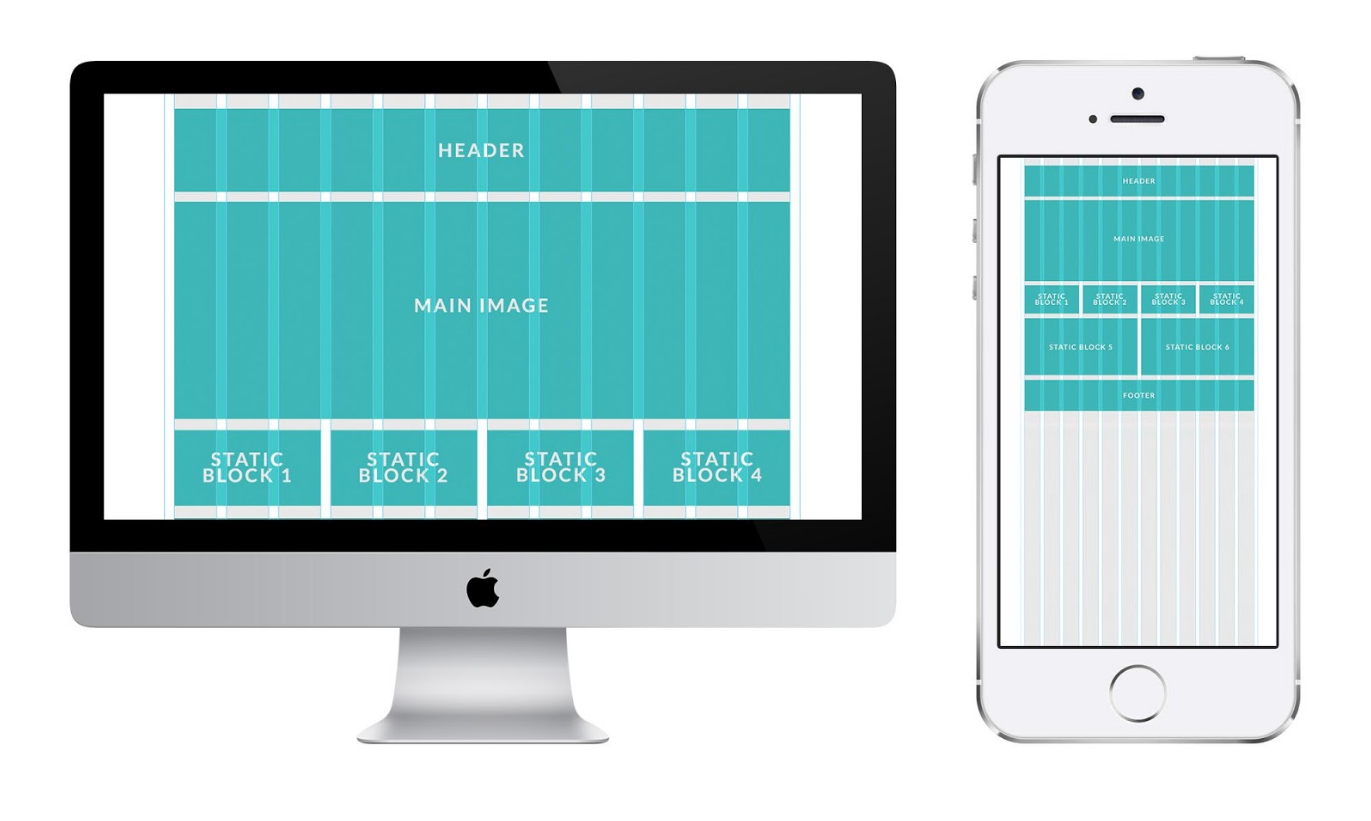 HEADER
MAIN IMAGE
STATIC
BLOCK 1
STATIC
BLOCK 2
STATIC
BLOCK 3
STATIC
BLOCK 4
HEADER
MAIN IMAGE
STATIC
BLOCK 1
STATIC
BLOCK 2
STATIC
BLOCK 3
STATIC
BLOCK 4
STATIC BLOCK 5
STATIC BLOCK 6
FOOTER